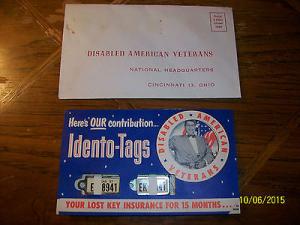 DISABLED AMERICAN VETERANS
NATIONAL HEADQUARTERS
CINCINNATI 13, OHIO
Here's OUR contribution...
Idento-Tags
DISABLED AMERICAN
VETERANS
E 8941
EK
YOUR LOST KEY INSURANCE FOR 15 MONTHS....
10/06/2015